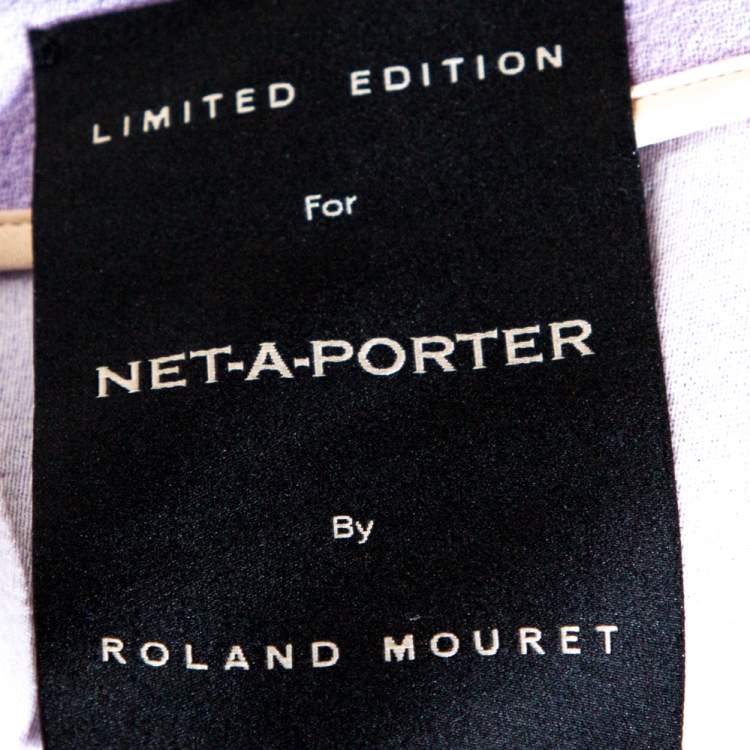 LIMITED EDITION
For
NET-A-PORTER
By
ROLAND MOURET